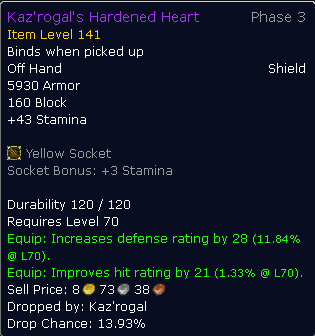 Kaz'rogal's Hardened Heart Phase 3
Item Level 141
Binds when picked up
Off Hand Shield
5930 Armor
160 Block
+43 Stamina
Yellow Socket
Socket Bonus: +3 Stamina
Durability 120 / 120
Requires Level 70
Equip: Increases defense rating by 28 (11.84%
@ L70).
Equip: Improves hit rating by 21 (1.33% @ L70).
Sell Price: 8 73 38
Dropped by: Kaz'rogal
Drop Chance: 13.93%